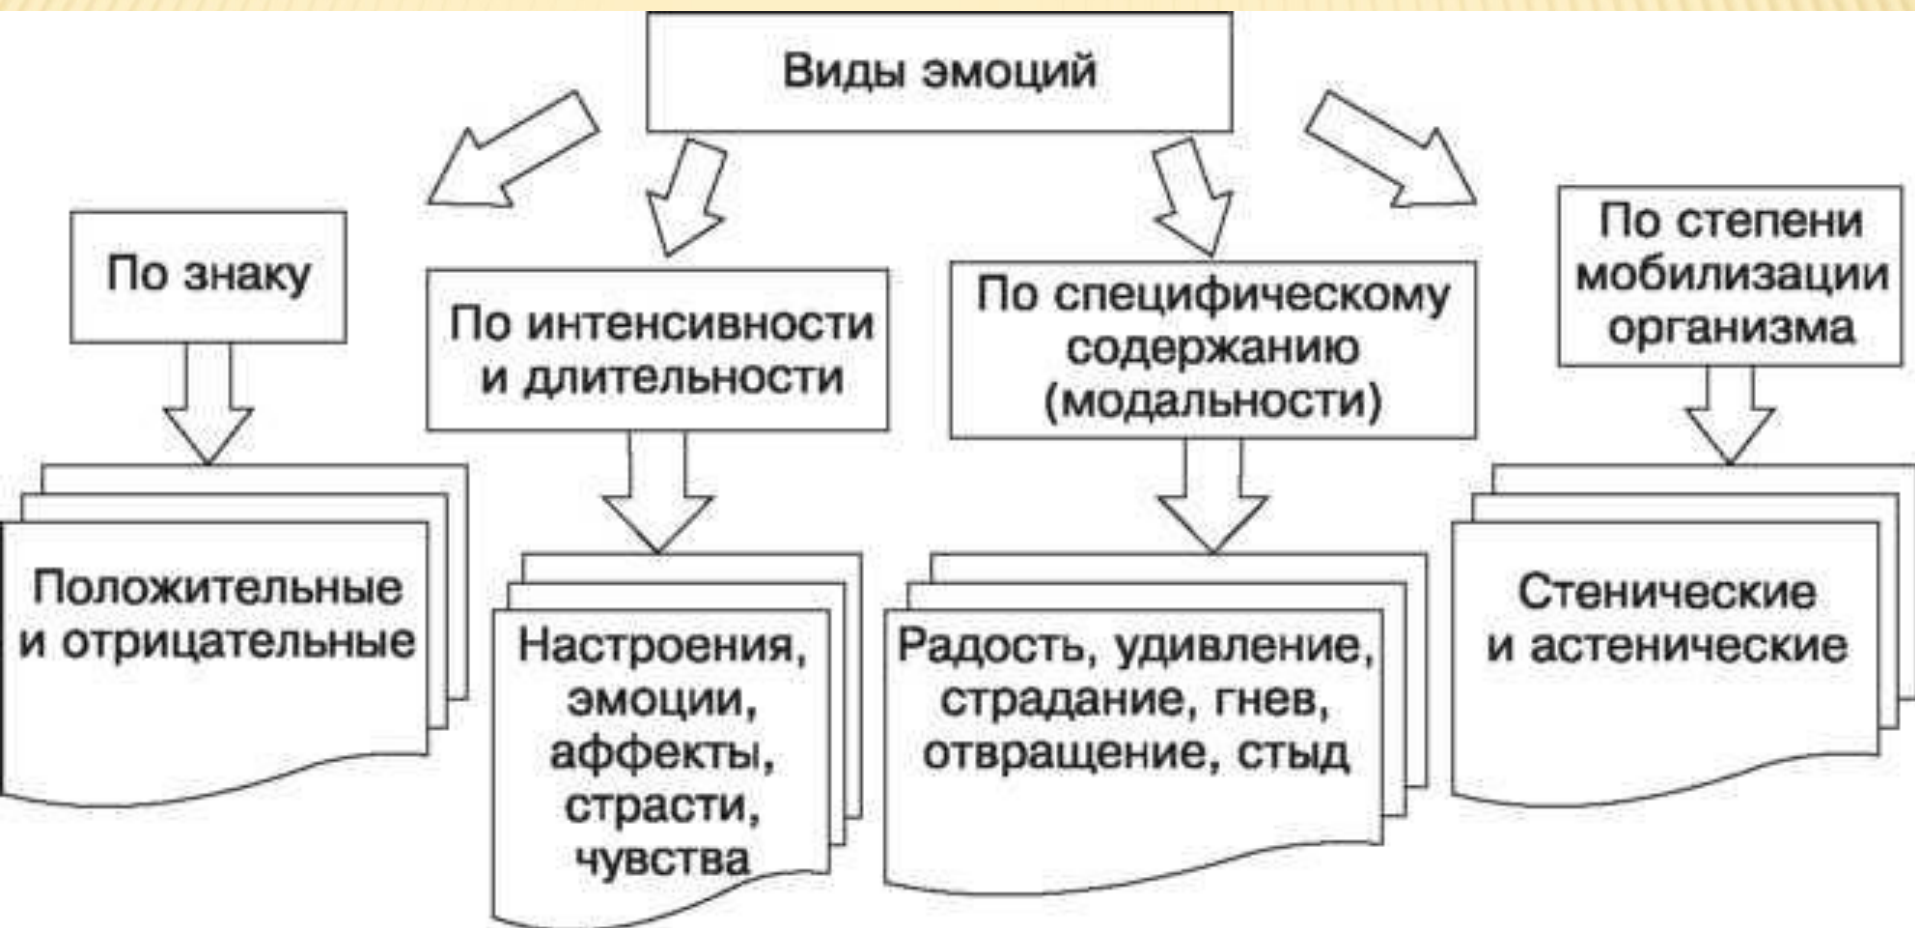 Виды эмоций
По знаку
По интенсивности
и длительности
По специфическому
содержанию
(модальности)
По степени
мобилизации
организма
Положительные
и отрицательные
Настроения,
эмоции,
аффекты,
страсти,
чувства
Радость, удивление,
страдание, гнев,
отвращение, стыд
Стенические
и астенические